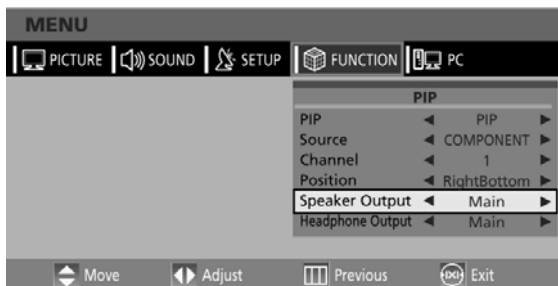 MENU
PICTURE SOUND SETUP FUNCTION PC
PIP
PIP PIP
Source COMPONENT
Channel 1
Position RightBottom
Speaker Output Main
Headphone Output Main
Move Adjust Previous Exit